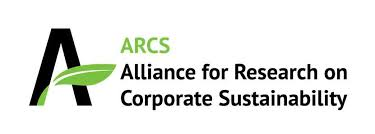 ARCS
Alliance for Research on
Corporate Sustainability